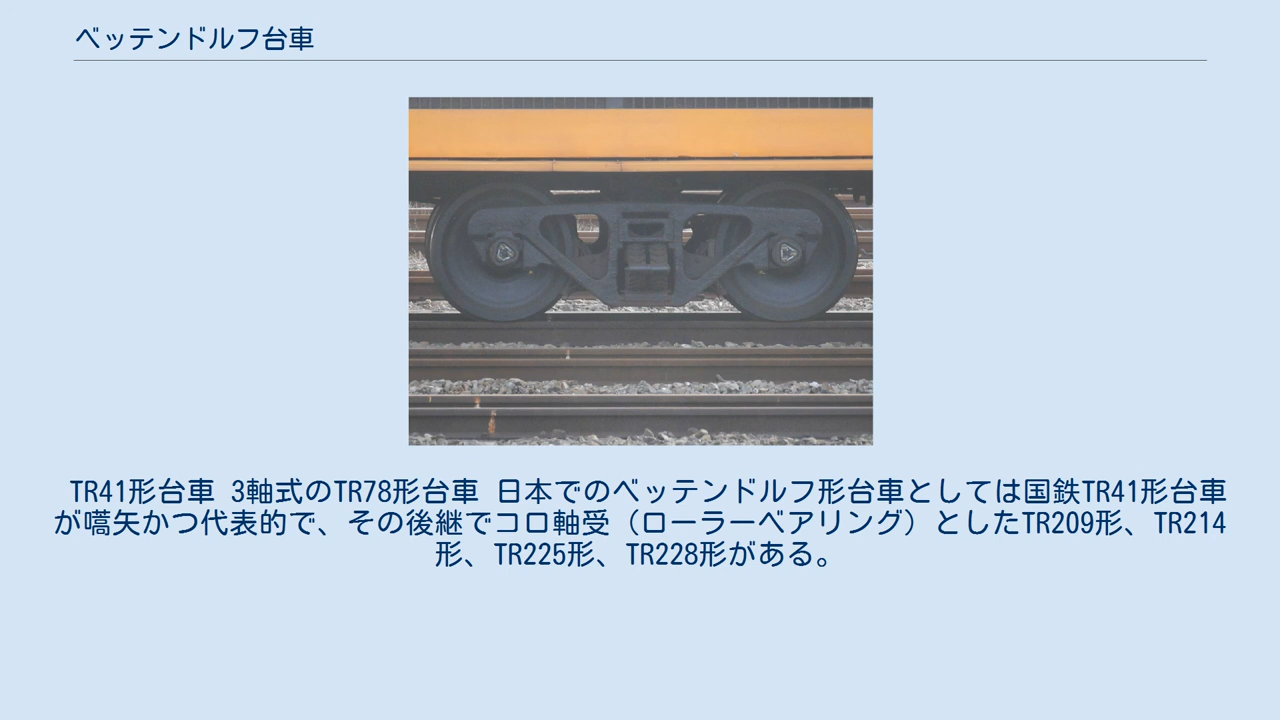 ベッテンドルフ台車
TR41形台車 3軸式のTR78形台車 日本でのベッテンドルフ形台車としては国鉄TR41形台車
が嚆矢かつ代表的で、その後継でコロ軸受（ローラーベアリング）としたTR209形、TR214
形、TR225形、TR228形がある。